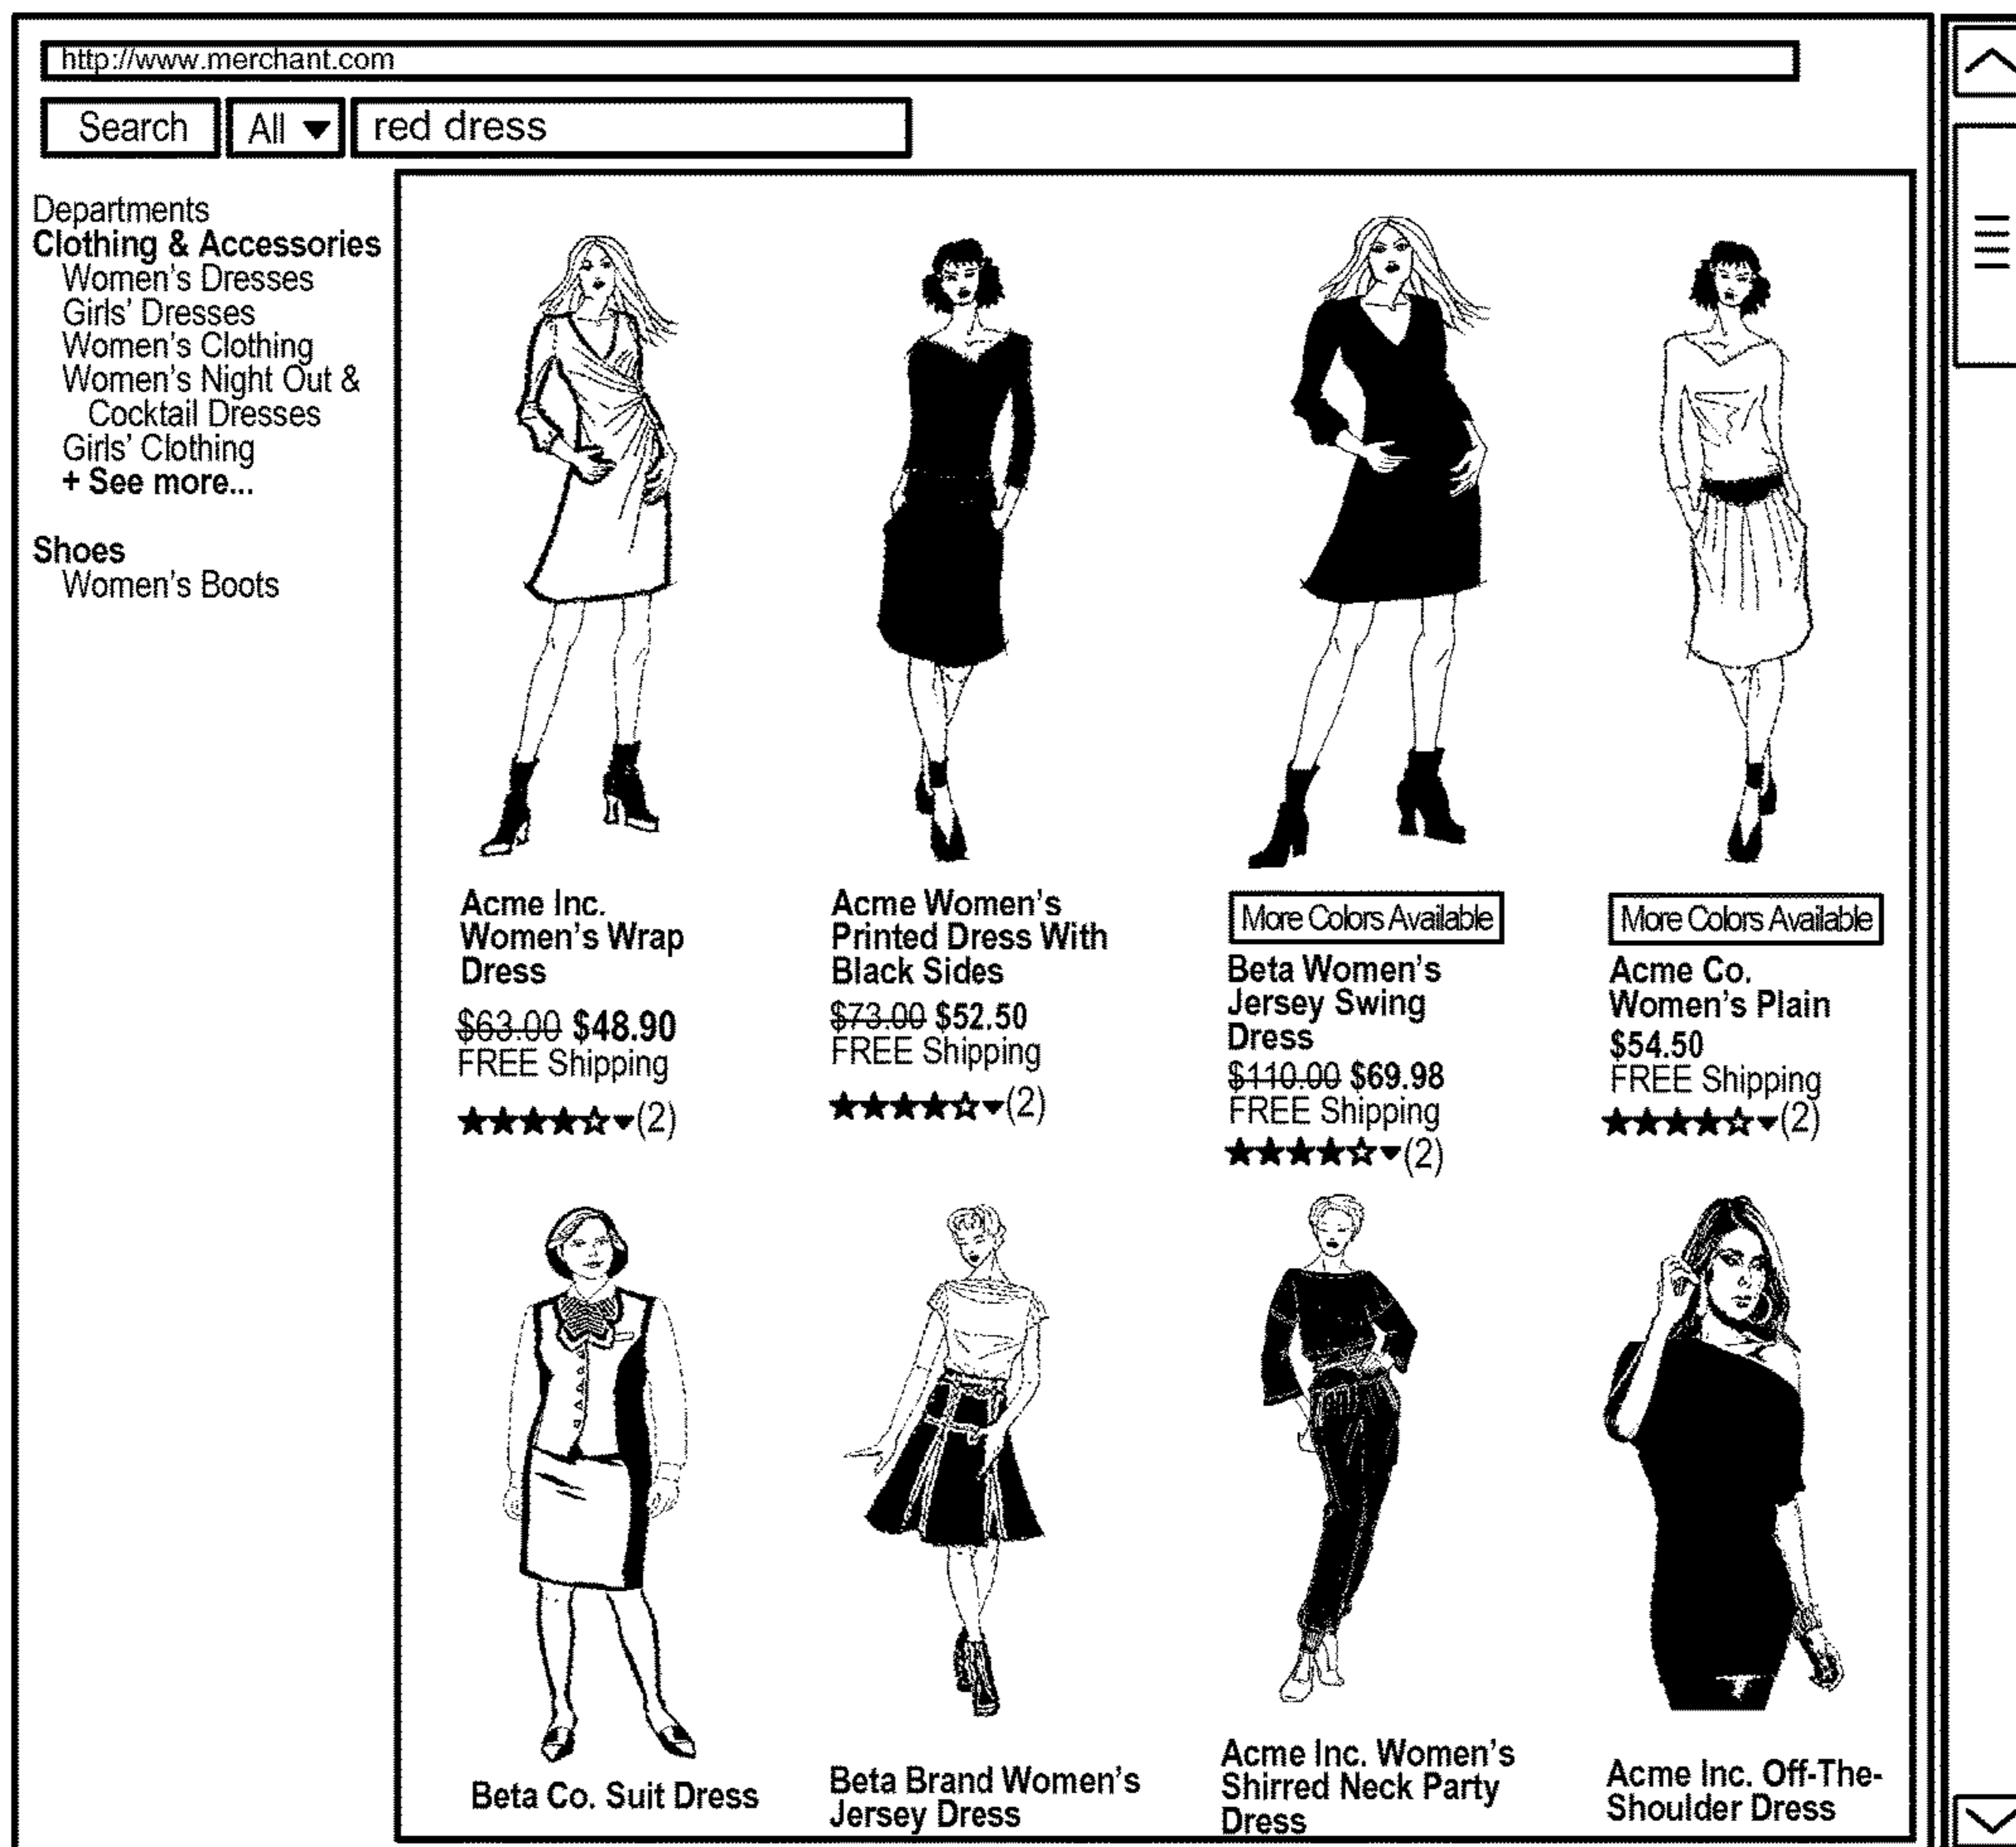 http://www.merchant.com
Search
All
red dress
Departments
Clothing & Accessories
Women's Dresses
Girls' Dresses
Women's Clothing
Women's Night Out &
Cocktail Dresses
Girls' Clothing
+ See more...
Shoes
Women's Boots
Acme Inc.
Women's Wrap
Dress
$63.00 $48.90
FREE Shipping
★★★★☆▾(2)
Acme Women's
Printed Dress With
Black Sides
$73.00 $52.50
FREE Shipping
★★★★☆▾(2)
More Colors Available
Beta Women's
Jersey Swing
Dress
$110.00 $69.98
FREE Shipping
★★★★☆▾(2)
More Colors Available
Acme Co.
Women's Plain
$54.50
FREE Shipping
★★★★☆▾(2)
Beta Co. Suit Dress
Beta Brand Women's
Jersey Dress
Acme Inc. Women's
Shirred Neck Party
Dress
Acme Inc. Off-The-
Shoulder Dress